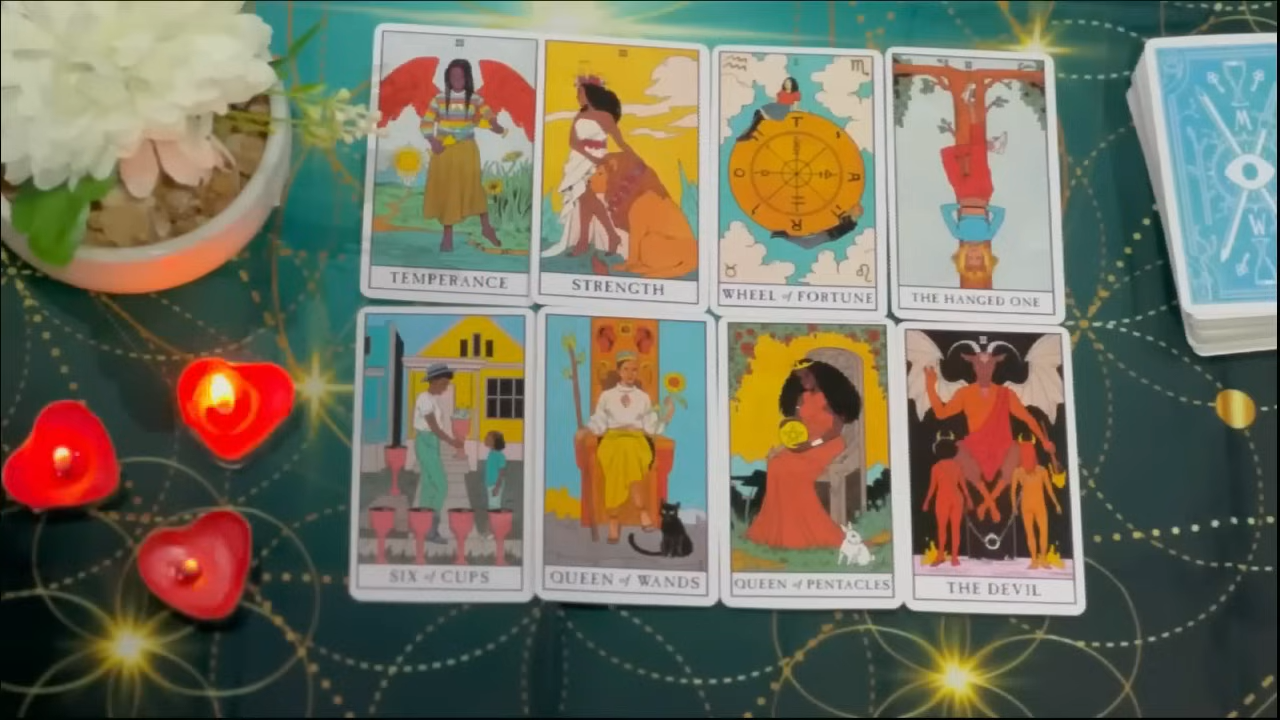 TEMPERANCE
STRENGTH
WHEEL of FORTUNE
THE HANGED ONE
SIX of CUPS
QUEEN of WANDS
QUEEN of PENTACLES
THE DEVIL